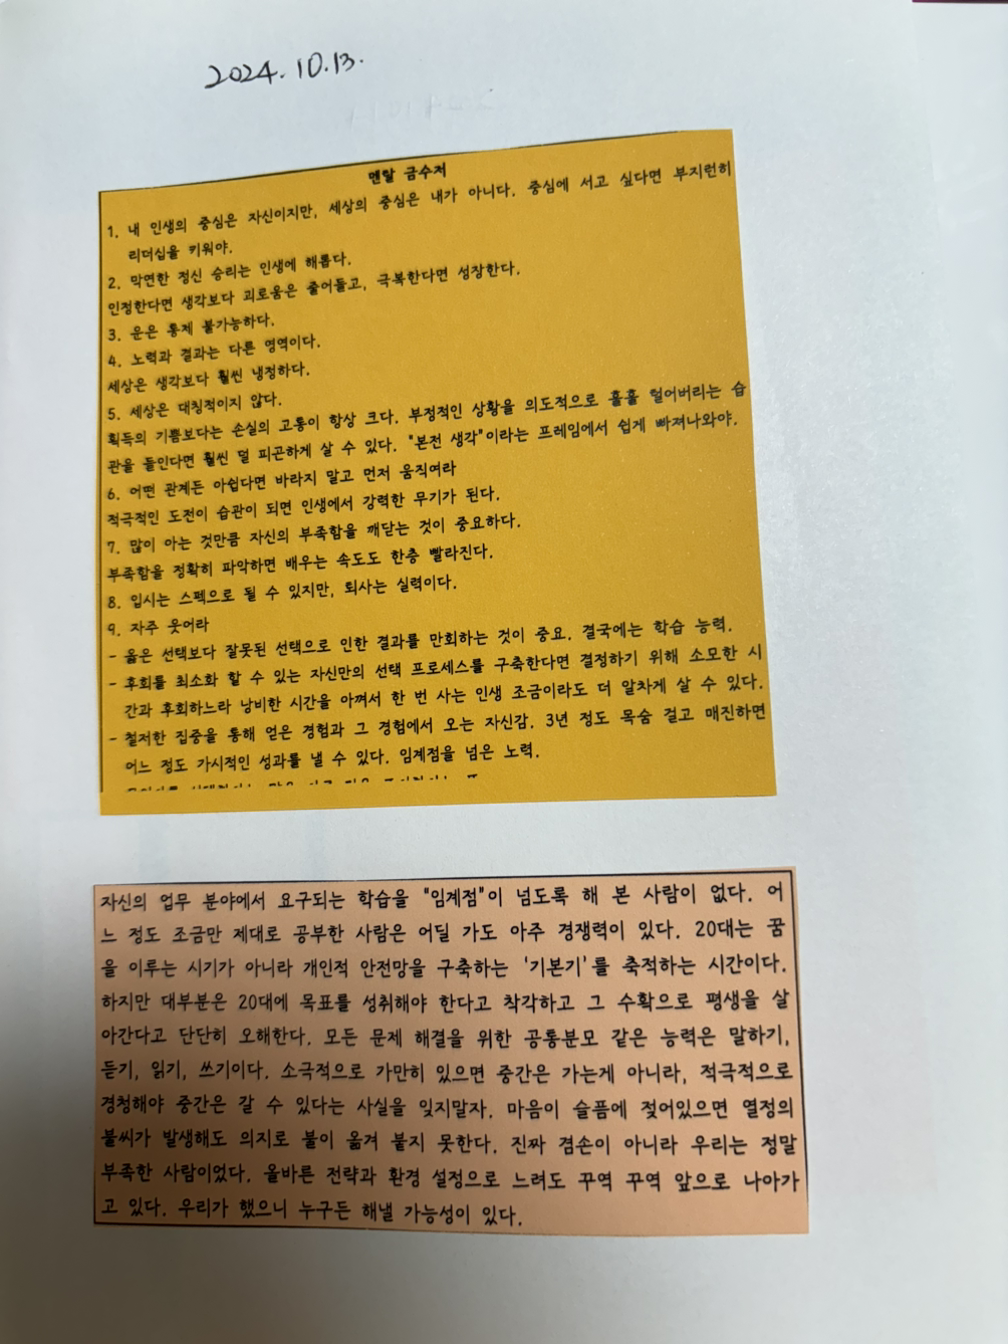 2024. 10. 13.
멘탈 금수저
1. 내 인생의 중심은 자신이지만, 세상의 중심은 내가 아니다. 중심에 서고 싶다면 부지런히
리더십을 키워야.
2. 막연한 정신 승리는 인생에 해롭다.
인정한다면 생각보다 괴로움은 줄어들고, 극복한다면 성장한다.
3. 운은 통제 불가능하다.
4. 노력과 결과는 다른 영역이다.
세상은 생각보다 훨씬 냉정하다.
5. 세상은 대칭적이지 않다.
획득의 기쁨보다는 손실의 고통이 항상 크다. 부정적인 상황을 의도적으로 훌훌 털어버리는 습
관을 들인다면 훨씬 덜 피곤하게 살 수 있다. "본전 생각"이라는 프레임에서 쉽게 빠져나와야.
6. 어떤 관계든 아쉽다면 바라지 말고 먼저 움직여라
적극적인 도전이 습관이 되면 인생에서 강력한 무기가 된다.
7. 많이 아는 것만큼 자신의 부족함을 깨닫는 것이 중요하다.
부족함을 정확히 파악하면 배우는 속도도 한층 빨라진다.
8. 입시는 스펙으로 될 수 있지만, 퇴사는 실력이다.
9. 자주 웃어라
- 옳은 선택보다 잘못된 선택으로 인한 결과를 만회하는 것이 중요. 결국에는 학습 능력.
- 후회를 최소화 할 수 있는 자신만의 선택 프로세스를 구축한다면 결정하기 위해 소모한 시
간과 후회하느라 낭비한 시간을 아껴서 한 번 사는 인생 조금이라도 더 알차게 살 수 있다.
- 철저한 집중을 통해 얻은 경험과 그 경험에서 오는 자신감. 3년 정도 목숨 걸고 매진하면
어느 정도 가시적인 성과를 낼 수 있다. 임계점을 넘은 노력.
자신의 업무 분야에서 요구되는 학습을 "임계점"이 넘도록 해 본 사람이 없다. 어
느 정도 조금만 제대로 공부한 사람은 어딜 가도 아주 경쟁력이 있다. 20대는 꿈
을 이루는 시기가 아니라 개인적 안전망을 구축하는 '기본기'를 축적하는 시간이다.
하지만 대부분은 20대에 목표를 성취해야 한다고 착각하고 그 수확으로 평생을 살
아간다고 단단히 오해한다. 모든 문제 해결을 위한 공통분모 같은 능력은 말하기,
듣기, 읽기, 쓰기이다. 소극적으로 가만히 있으면 중간은 가는게 아니라, 적극적으로
경청해야 중간은 갈 수 있다는 사실을 잊지말자. 마음이 슬픔에 젖어있으면 열정의
불씨가 발생해도 의지로 불이 옮겨 붙지 못한다. 진짜 겸손이 아니라 우리는 정말
부족한 사람이었다. 올바른 전략과 환경 설정으로 느려도 꾸역 꾸역 앞으로 나아가
고 있다. 우리가 했으니 누구든 해낼 가능성이 있다.